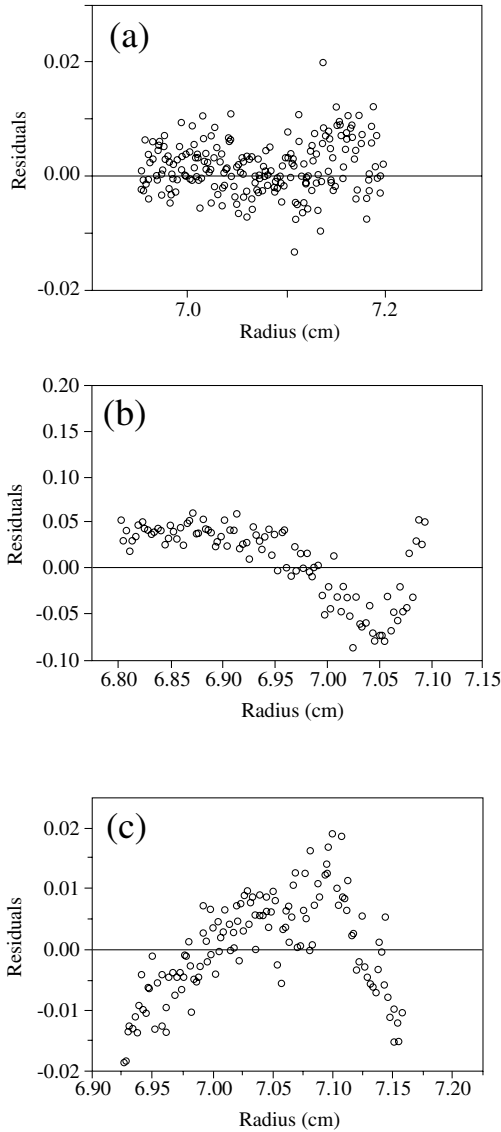 (a)
0.02
0.00
-0.02
Residuals
7.0
7.2
Radius (cm)
(b)
0.20
0.15
0.10
0.05
0.00
-0.05
-0.10
Residuals
6.80 6.85 6.90 6.95 7.00 7.05 7.10 7.15
Radius (cm)
(c)
0.02
0.01
0.00
-0.01
-0.02
Residuals
6.90 6.95 7.00 7.05 7.10 7.15 7.20
Radius (cm)